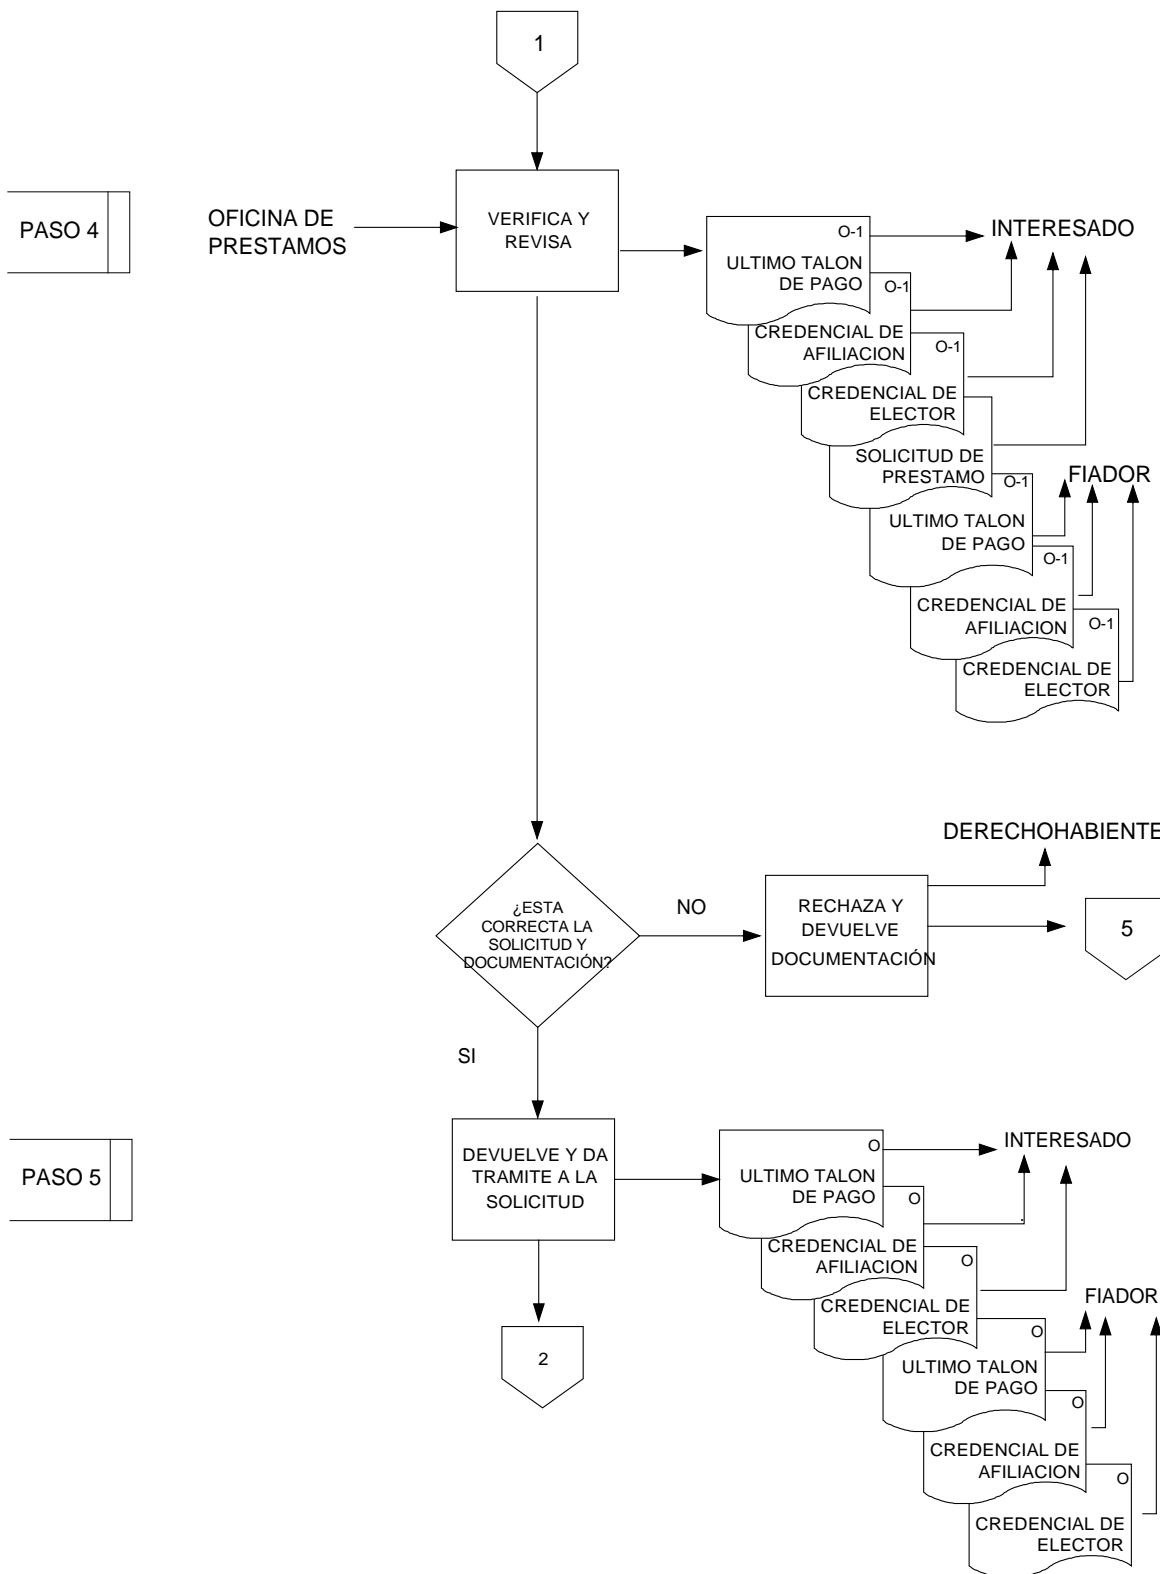 1
PASO 4
OFICINA DE
PRESTAMOS
VERIFICA Y
REVISA
O-1
ULTIMO TALON
DE PAGO
INTERESADO
O-1
CREDENCIAL DE
AFILIACION
O-1
CREDENCIAL DE
ELECTOR
SOLICITUD DE
PRESTAMO
O-1
FIADOR
ULTIMO TALON
DE PAGO
O-1
CREDENCIAL DE
AFILIACION
O-1
CREDENCIAL DE
ELECTOR
DERECHOHABIENTE
¿ESTA
CORRECTA LA
SOLICITUD Y
DOCUMENTACIÓN?
NO
RECHAZA Y
DEVUELVE
DOCUMENTACIÓN
5
SI
PASO 5
DEVUELVE Y DA
TRAMITE A LA
SOLICITUD
O
ULTIMO TALON
DE PAGO
INTERESADO
O
CREDENCIAL DE
AFILIACION
O
CREDENCIAL DE
ELECTOR
FIADOR
O
ULTIMO TALON
DE PAGO
O
CREDENCIAL DE
AFILIACION
O
CREDENCIAL DE
ELECTOR
2